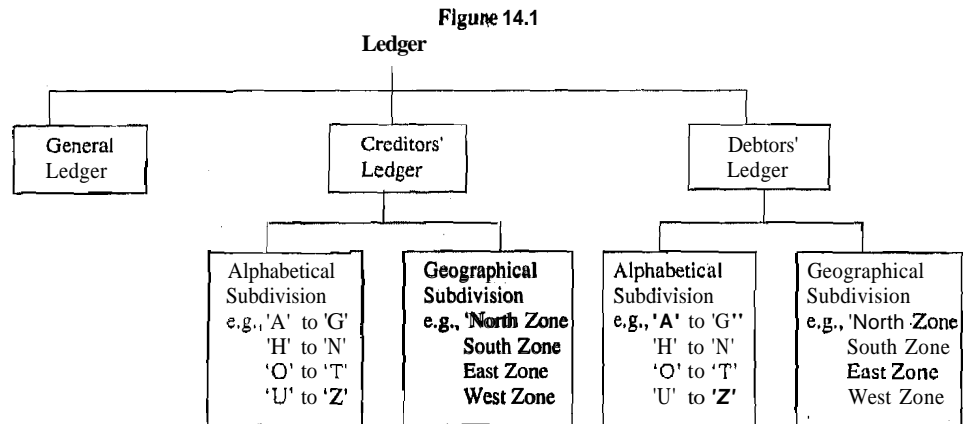 Figure 14.1
Ledger
General
Ledger
Creditors'
Ledger
Debtors'
Ledger
Alphabetical
Subdivision
e.g., 'A' to 'G'
'H' to 'N'
'O' to 'T'
'U' to 'Z'
Geographical
Subdivision
e.g., 'North Zone
South Zone
East Zone
West Zone
Alphabetical
Subdivision
e.g., 'A' to 'G''
'H' to 'N'
'O' to 'T'
'U' to 'Z'
Geographical
Subdivision
e.g., 'North Zone
South Zone
East Zone
West Zone